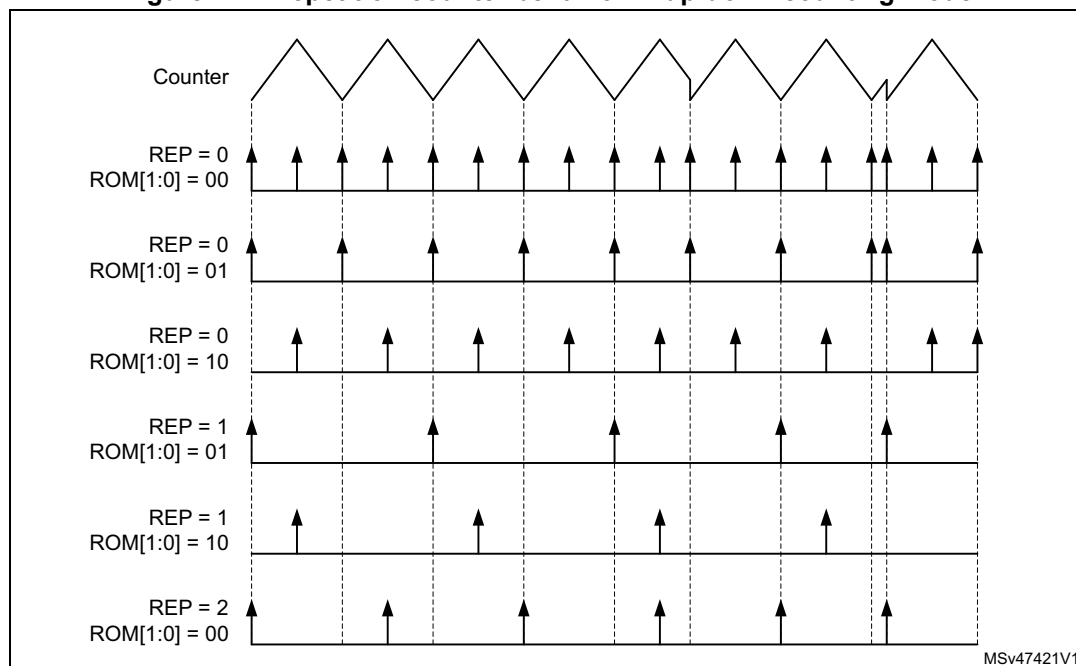 Counter
REP = 0
ROM[1:0] = 00
REP = 0
ROM[1:0] = 01
REP = 0
ROM[1:0] = 10
REP = 1
ROM[1:0] = 01
REP = 1
ROM[1:0] = 10
REP = 2
ROM[1:0] = 00
MSv47421V1